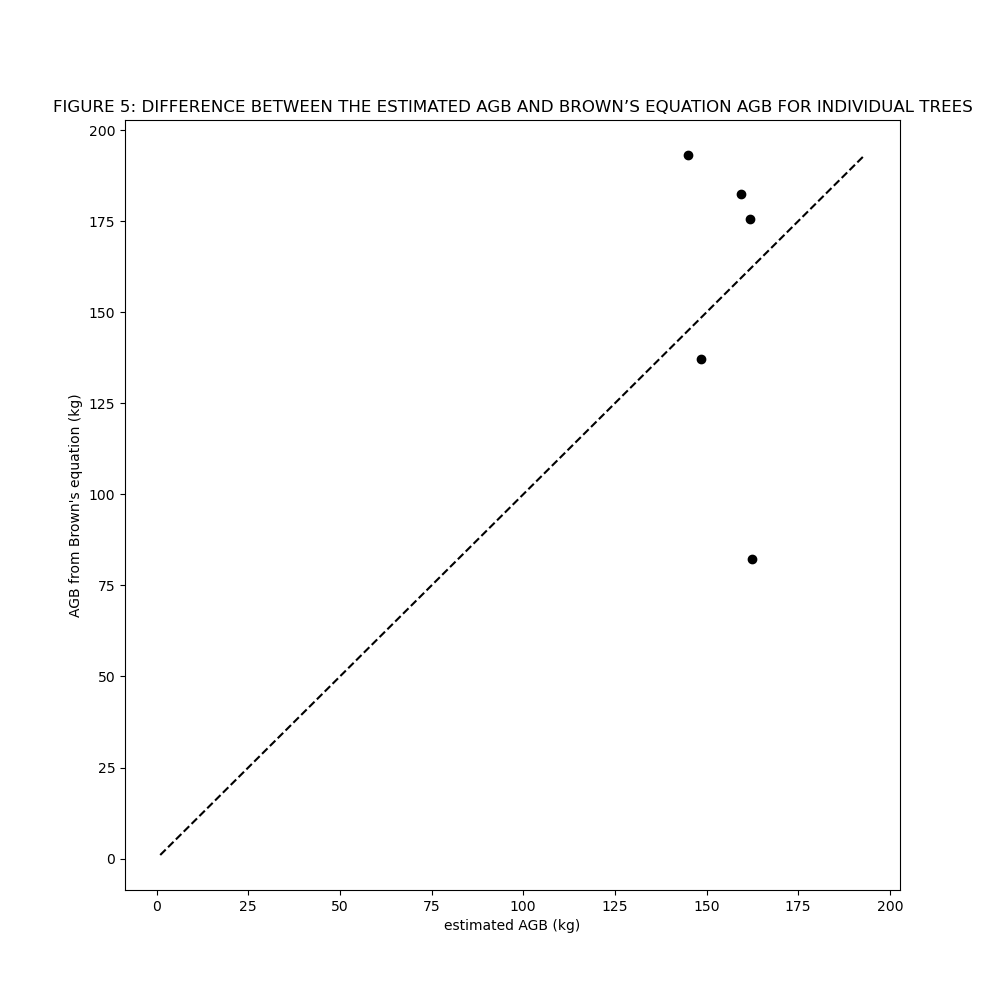 FIGURE 5: DIFFERENCE BETWEEN THE ESTIMATED AGB AND BROWN’S EQUATION AGB FOR INDIVIDUAL TREES
200
175
150
125
100
75
50
25
0
AGB from Brown's equation (kg)
0 25 50 75 100 125 150 175 200
estimated AGB (kg)